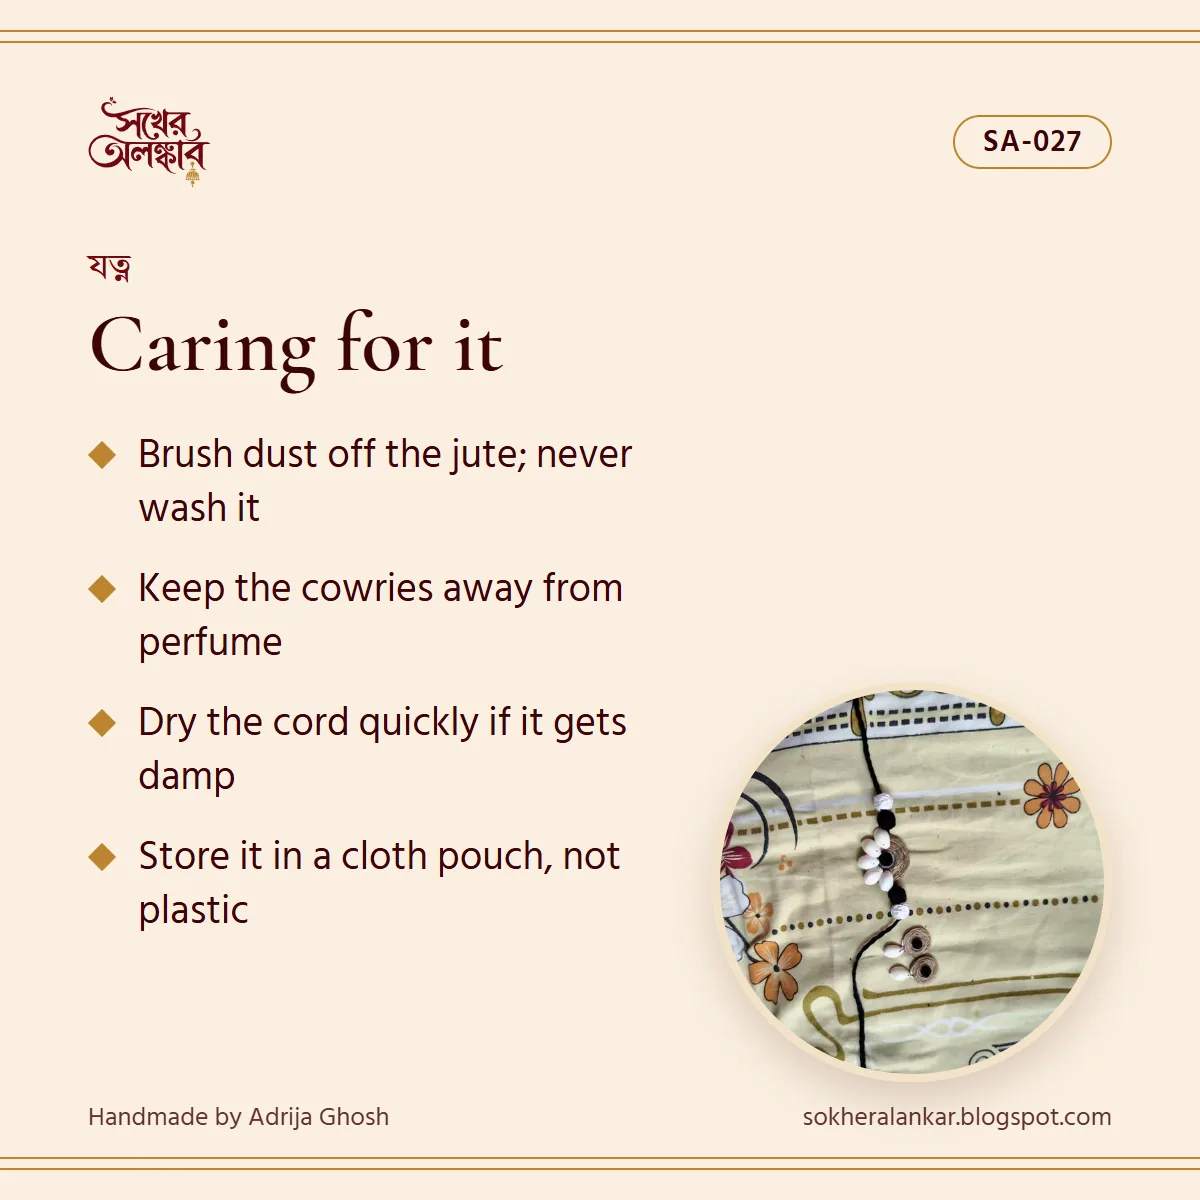 সখের
অলঙ্কার
SA-027
যত্ন
Caring for it
Brush dust off the jute; never
wash it
Keep the cowries away from
perfume
Dry the cord quickly if it gets
damp
Store it in a cloth pouch, not
plastic
Handmade by Adrija Ghosh
sokheralankar.blogspot.com